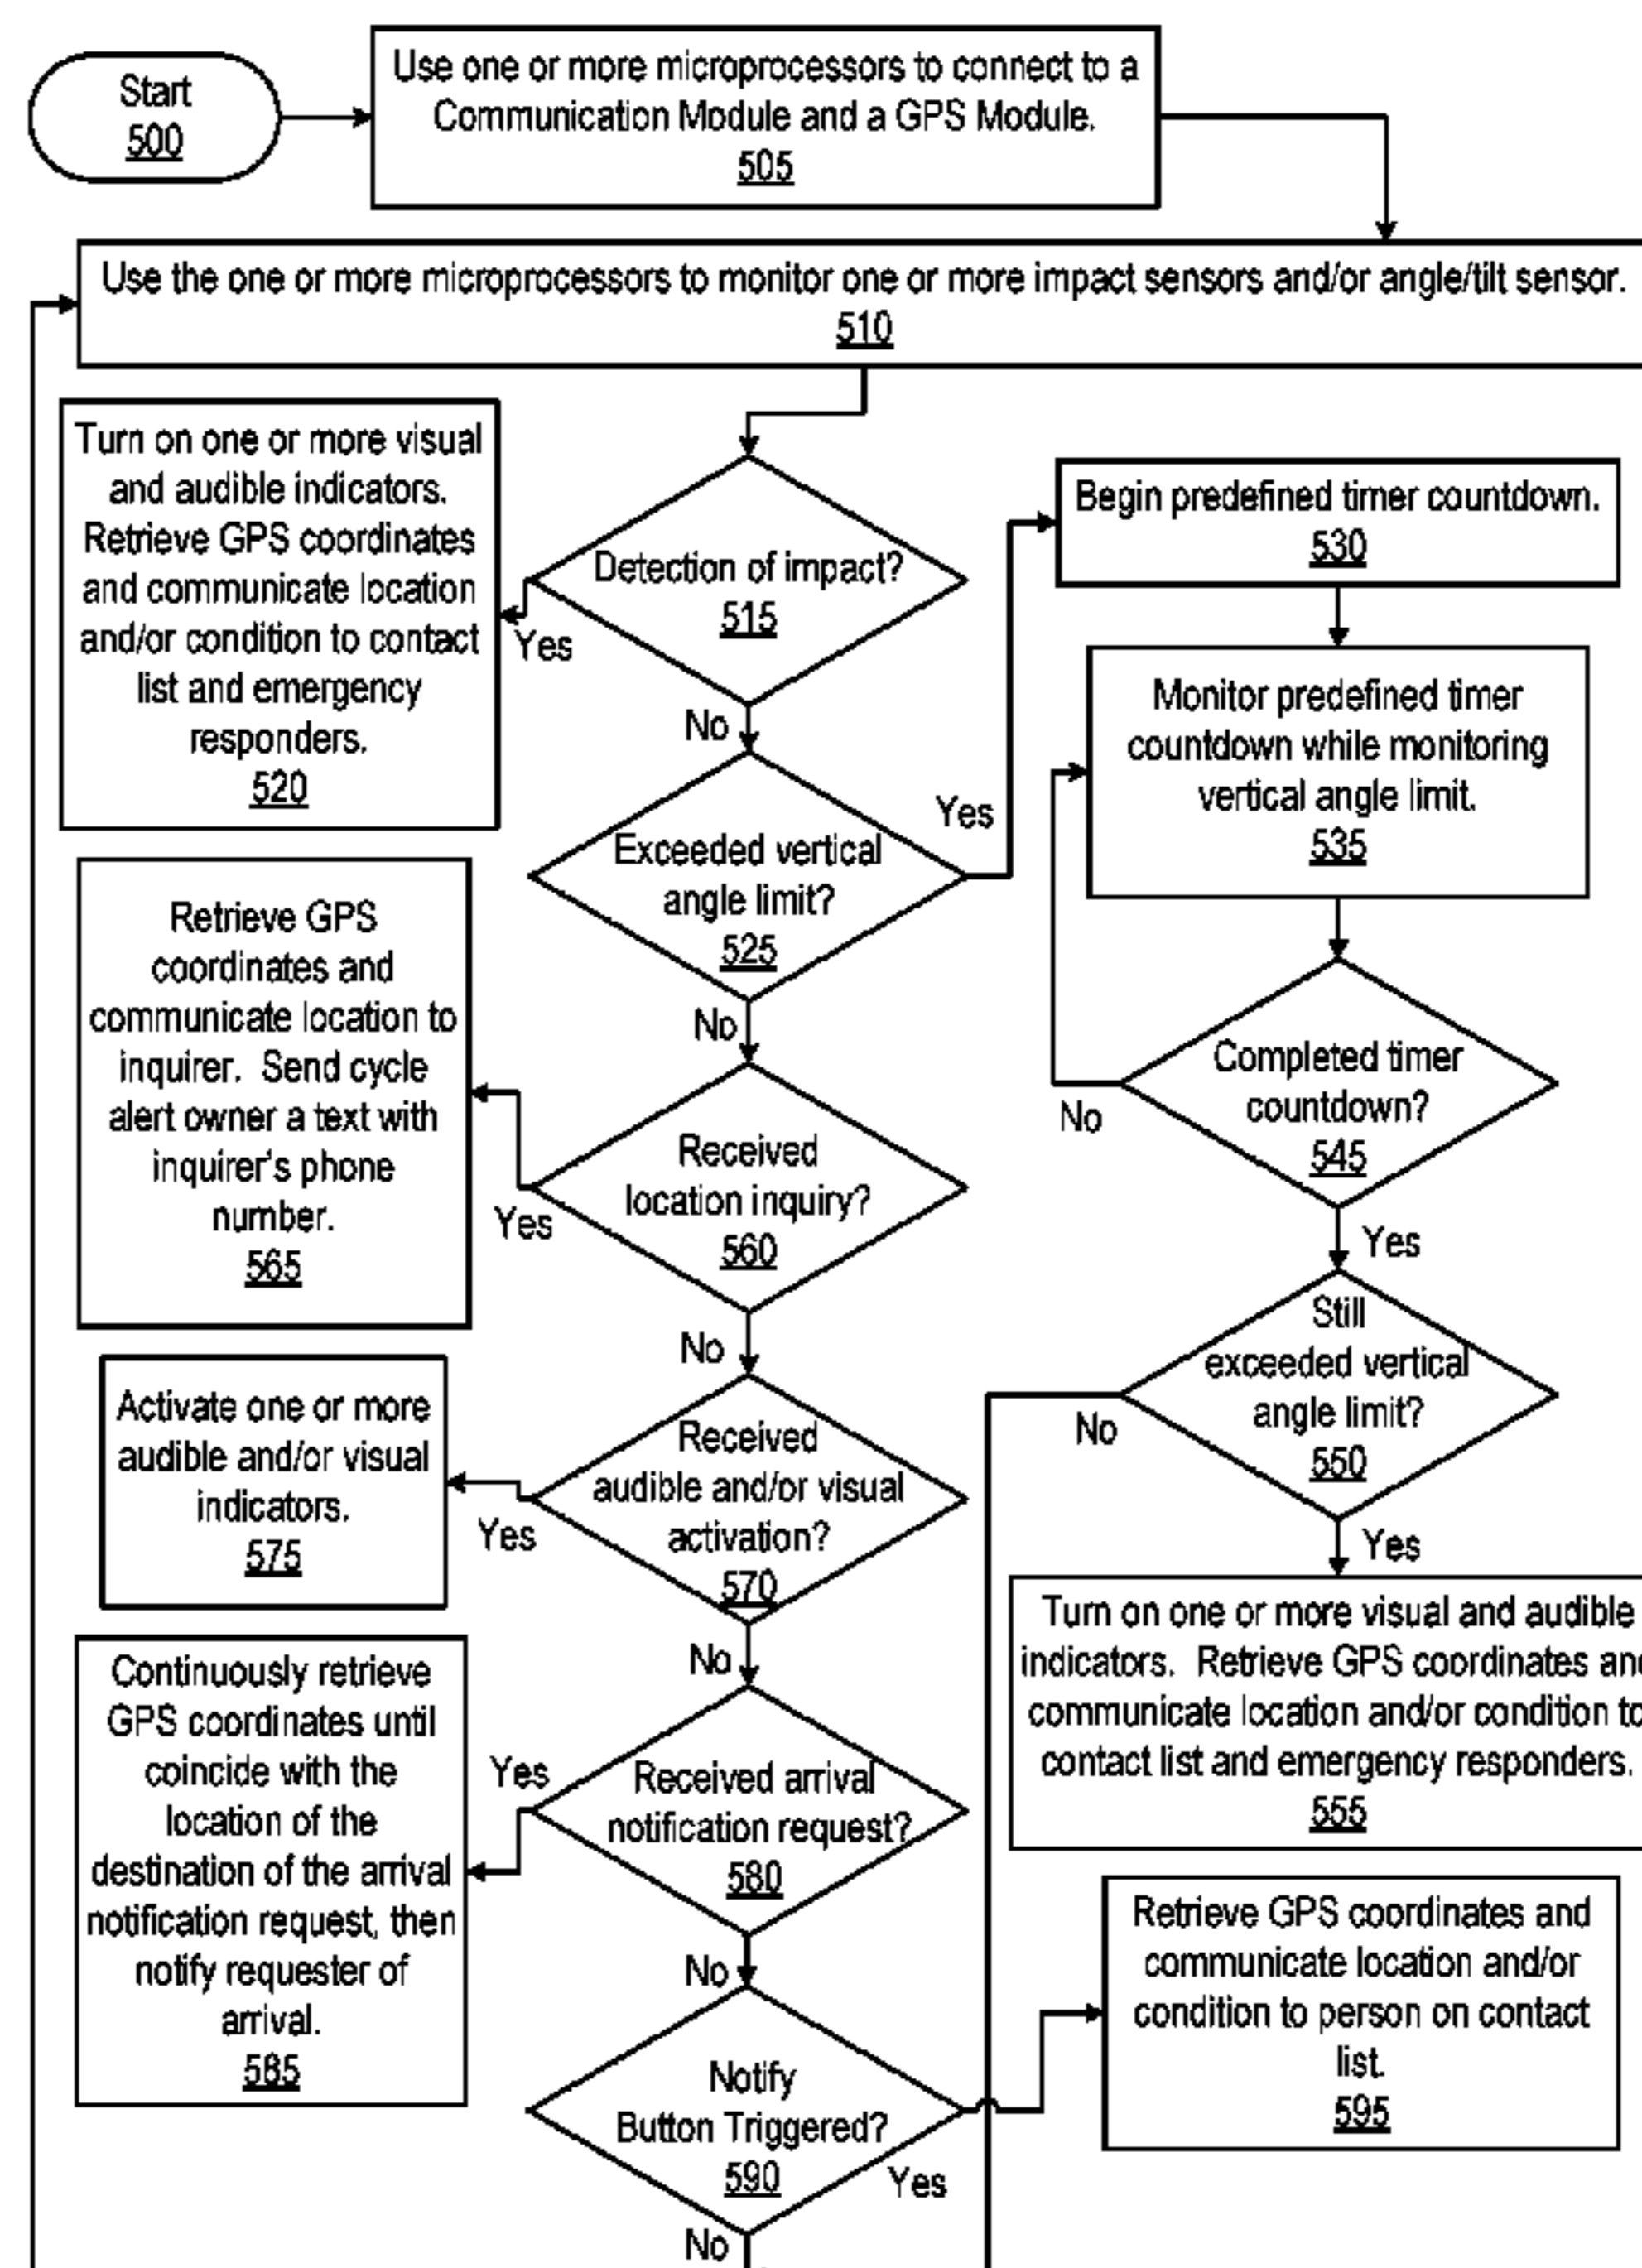 Start
500
Use one or more microprocessors to connect to a
Communication Module and a GPS Module.
505
Use the one or more microprocessors to monitor one or more impact sensors and/or angle/tilt sensor.
510
Turn on one or more visual
and audible indicators.
Retrieve GPS coordinates
and communicate location
and/or condition to contact
list and emergency
responders.
520
Detection of impact?
515
Yes
No
Begin predefined timer countdown.
530
Monitor predefined timer
countdown while monitoring
vertical angle limit.
535
Exceeded vertical
angle limit?
525
Yes
No
Retrieve GPS
coordinates and
communicate location to
inquirer. Send cycle
alert owner a text with
inquirer's phone
number.
565
Completed timer
countdown?
545
No
Yes
Received
location inquiry?
560
Yes
No
Still
exceeded vertical
angle limit?
550
No
Yes
Activate one or more
audible and/or visual
indicators.
575
Received
audible and/or visual
activation?
570
Yes
No
Turn on one or more visual and audible
indicators. Retrieve GPS coordinates and
communicate location and/or condition to
contact list and emergency responders.
555
Continuously retrieve
GPS coordinates until
coincide with the
location of the
destination of the arrival
notification request, then
notify requester of
arrival.
585
Yes
Received arrival
notification request?
580
No
Retrieve GPS coordinates and
communicate location and/or
condition to person on contact
list.
595
Notify
Button Triggered?
590
Yes
No